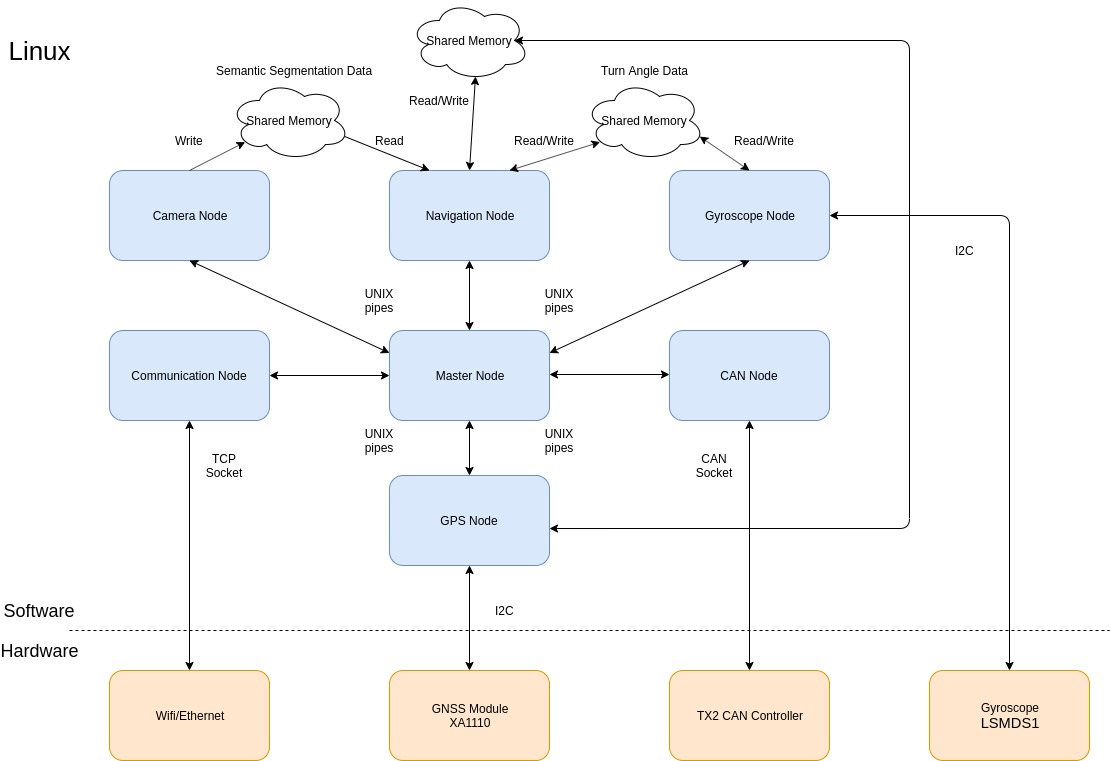 Linux
Shared Memory
Semantic Segmentation Data
Turn Angle Data
Read/Write
Shared Memory
Shared Memory
Write
Read
Read/Write
Read/Write
Camera Node
Navigation Node
Gyroscope Node
I2C
UNIX
pipes
UNIX
pipes
Communication Node
Master Node
CAN Node
UNIX
pipes
UNIX
pipes
TCP
Socket
CAN
Socket
GPS Node
I2C
Software
Hardware
Wifi/Ethernet
GNSS Module
XA1110
TX2 CAN Controller
Gyroscope
LSMDS1